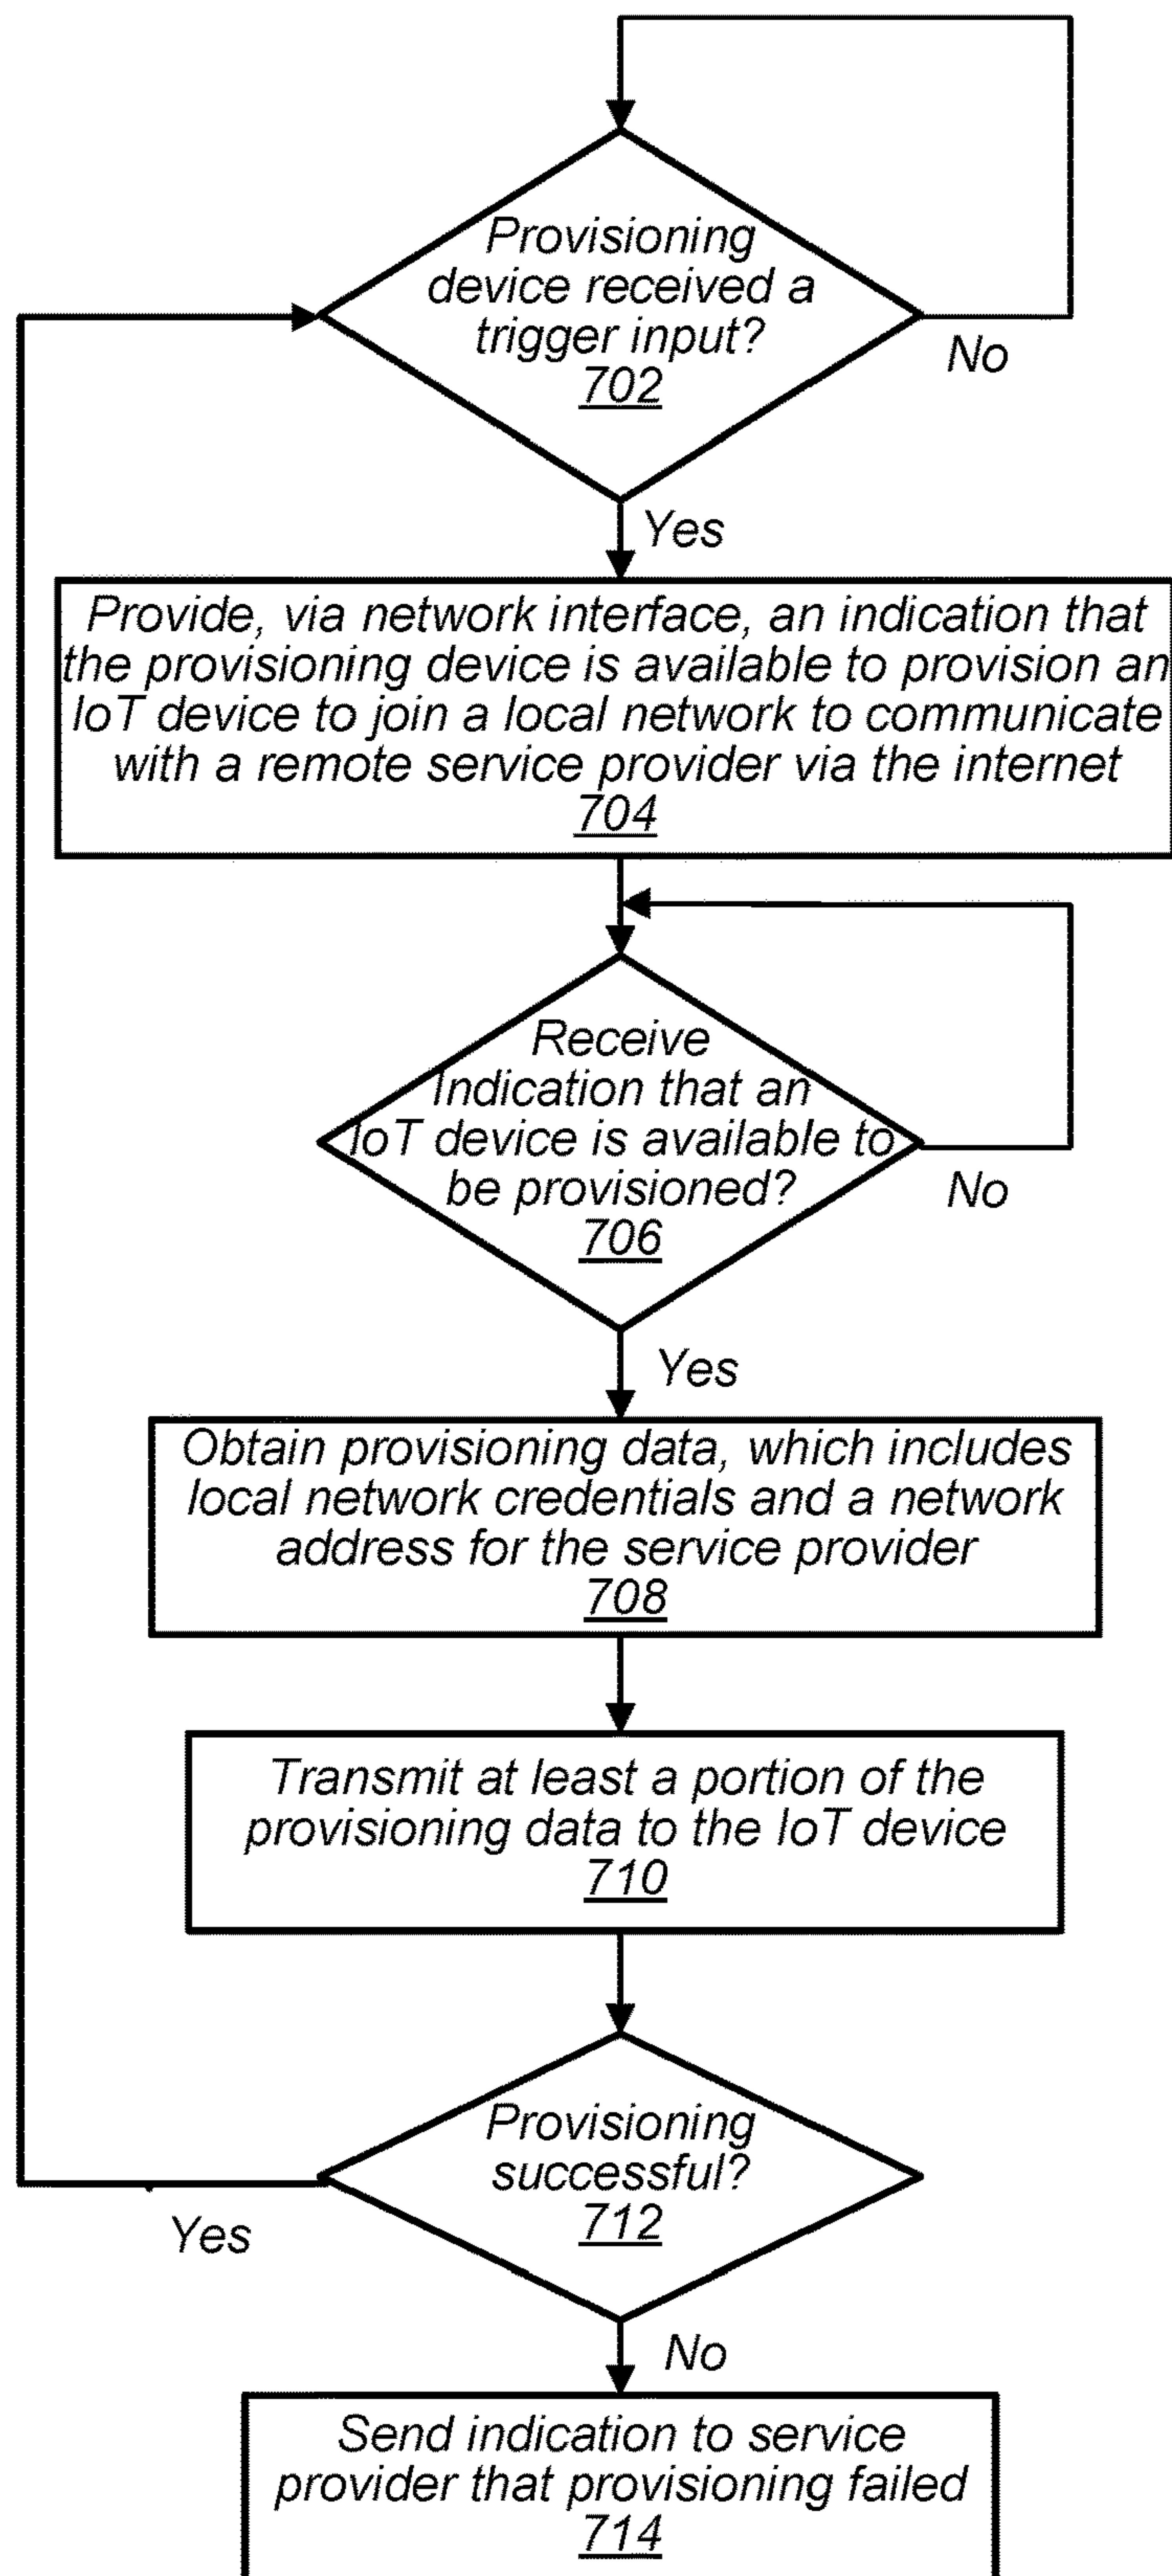 Provisioning
device received a
trigger input?
702
No
Yes
Provide, via network interface, an indication that
the provisioning device is available to provision an
IoT device to join a local network to communicate
with a remote service provider via the internet
704
Receive
Indication that an
IoT device is available to
be provisioned?
706
No
Yes
Obtain provisioning data, which includes
local network credentials and a network
address for the service provider
708
Transmit at least a portion of the
provisioning data to the IoT device
710
Provisioning
successful?
712
Yes
No
Send indication to service
provider that provisioning failed
714